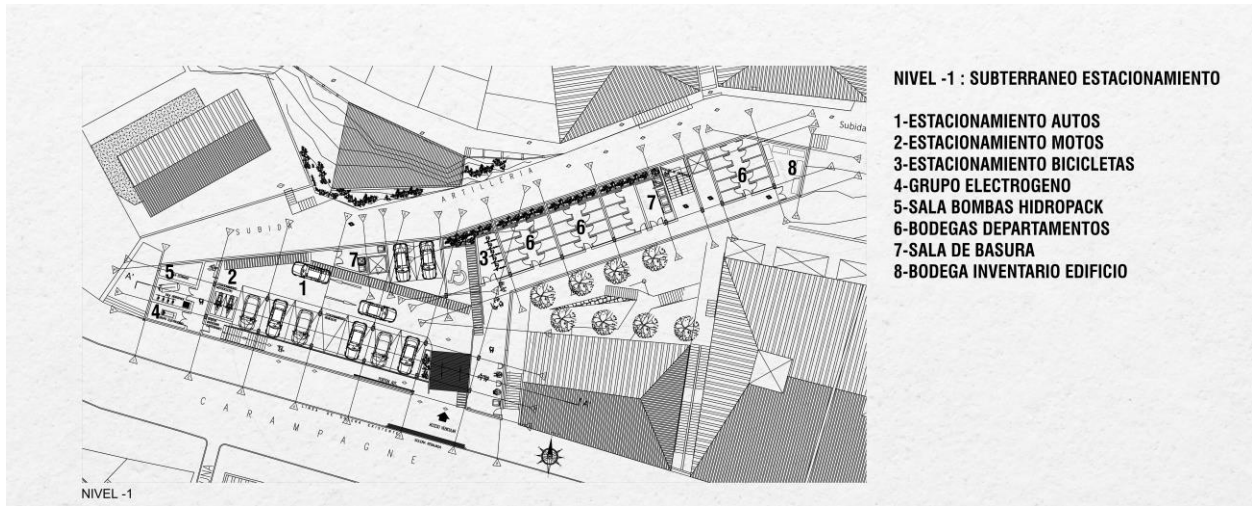 NIVEL -1 : SUBTERRANEO ESTACIONAMIENTO
1-ESTACIONAMIENTO AUTOS
2-ESTACIONAMIENTO MOTOS
3-ESTACIONAMIENTO BICICLETAS
4-GRUPO ELECTROGENO
5-SALA BOMBAS HIDROPACK
6-BODEGAS DEPARTAMENTOS
7-SALA DE BASURA
8-BODEGA INVENTARIO EDIFICIO
Subida
8
6
7
ARTILLERIA
SUBIDA
6
6
3
7
5
2
1
A'
4
A'
CARAMPAGNE
NIVEL -1